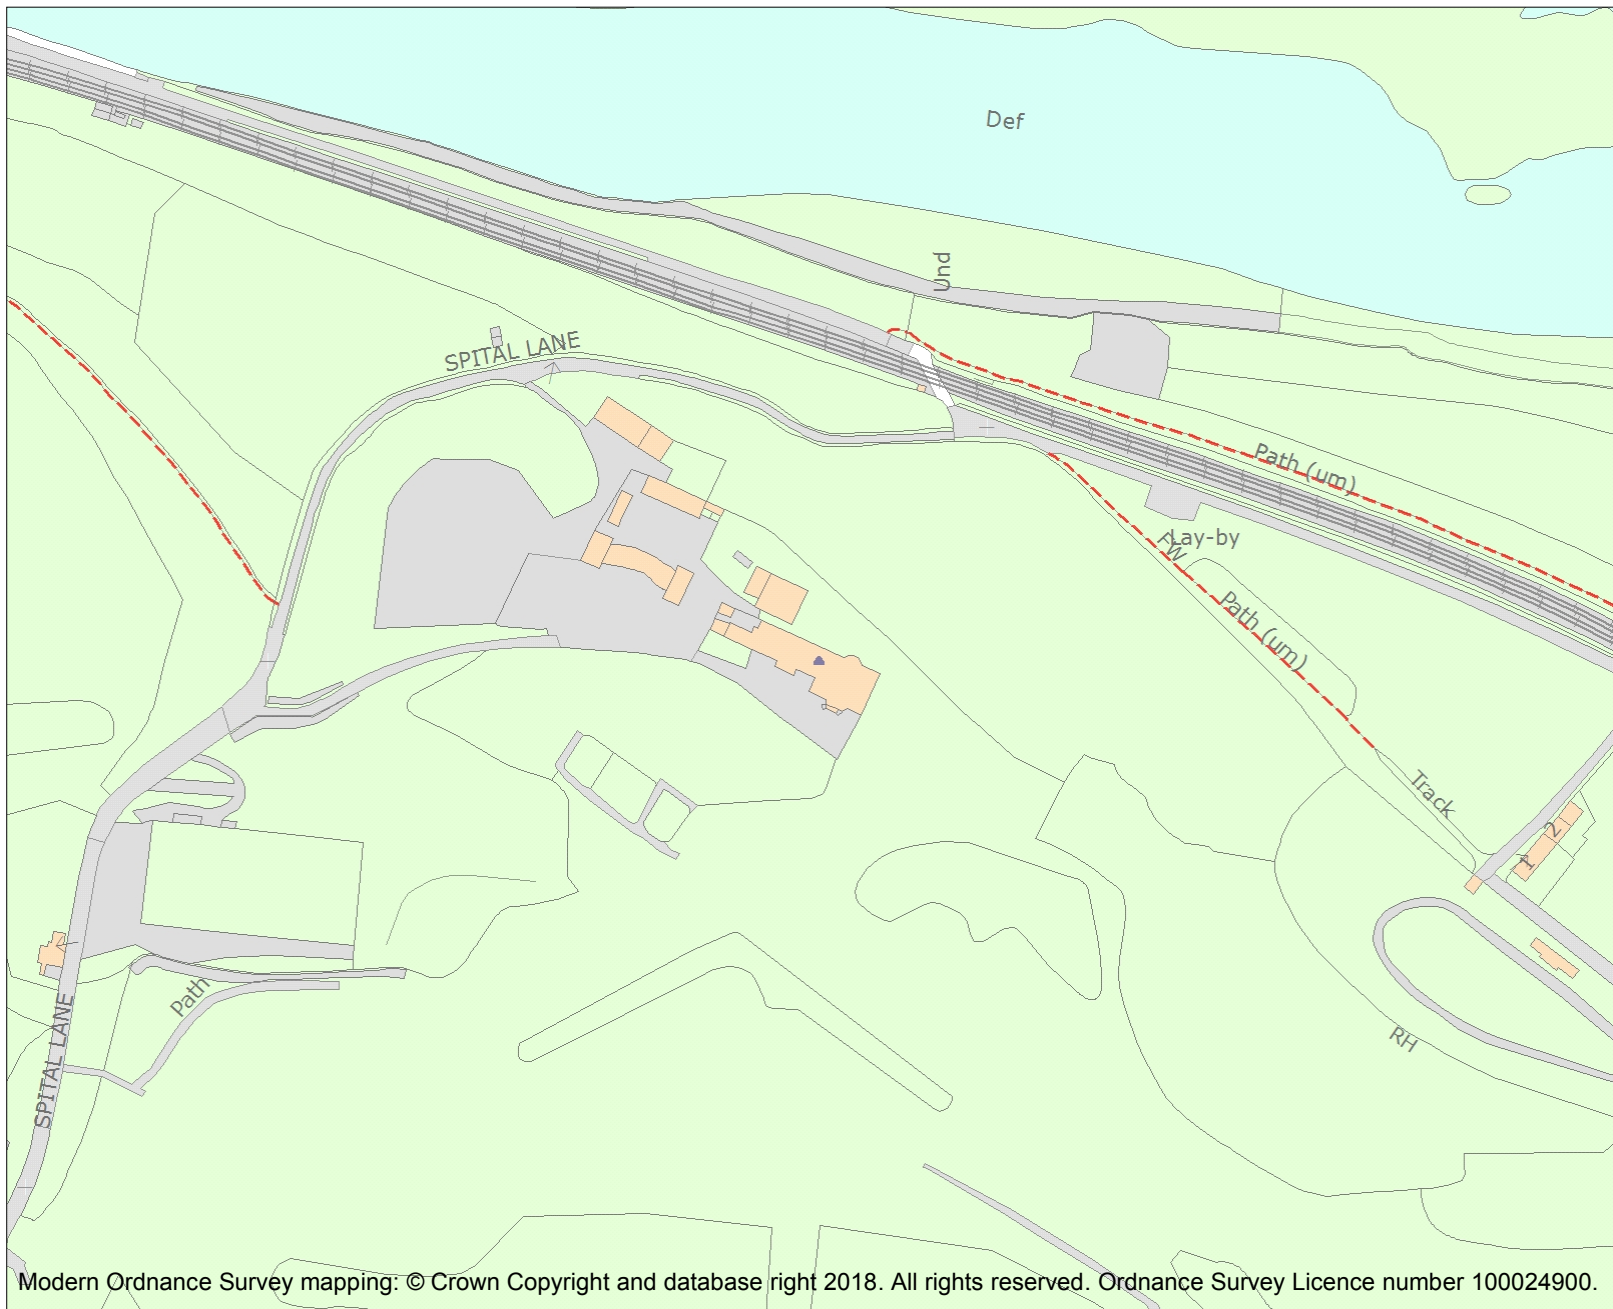 Def
Und
SPITAL LANE
Path (um)
Lay-by
FW
Path (um)
Track
2
1
Path
SPITAL LANE
RH
Modern Ordnance Survey mapping: © Crown Copyright and database right 2018. All rights reserved. Ordnance Survey Licence number 100024900.